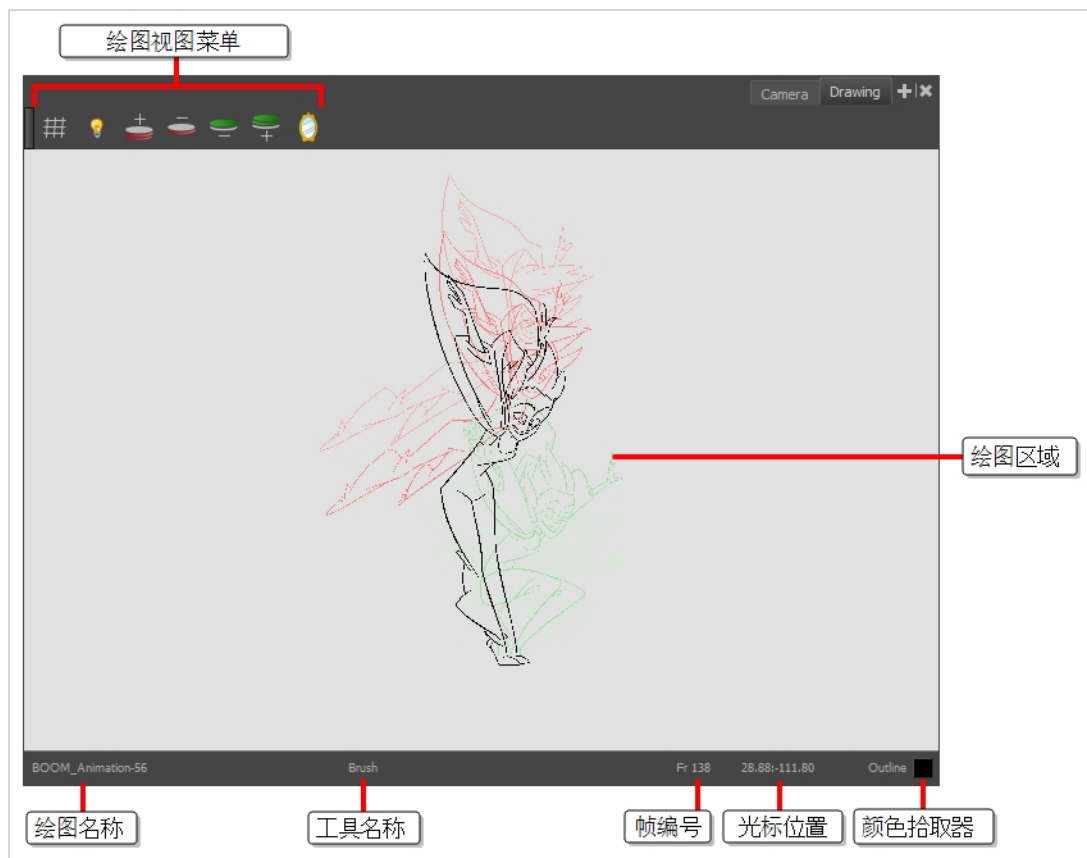 绘图视图菜单
Camera
Drawing
绘图区域
BOOM_Animation-56
Brush
Fr 138
28.88:-111.80
Outline
绘图名称
工具名称
帧编号
光标位置
颜色拾取器